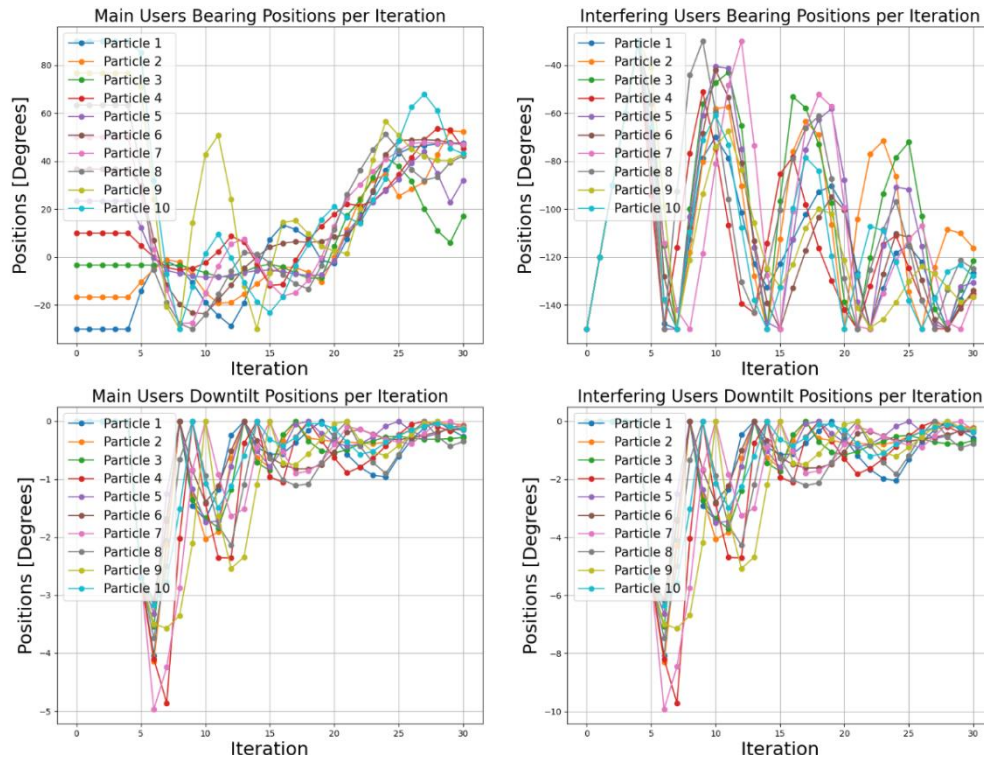 Main Users Bearing Positions per Iteration
Positions [Degrees]
80
60
40
20
0
−20
Particle 1
Particle 2
Particle 3
Particle 4
Particle 5
Particle 6
Particle 7
Particle 8
Particle 9
Particle 10
0 5 10 15 20 25 30
Iteration
Interfering Users Bearing Positions per Iteration
Positions [Degrees]
−40
−60
−80
−100
−120
−140
Particle 1
Particle 2
Particle 3
Particle 4
Particle 5
Particle 6
Particle 7
Particle 8
Particle 9
Particle 10
0 5 10 15 20 25 30
Iteration
Main Users Downtilt Positions per Iteration
Positions [Degrees]
0
−1
−2
−3
−4
−5
Particle 1
Particle 2
Particle 3
Particle 4
Particle 5
Particle 6
Particle 7
Particle 8
Particle 9
Particle 10
0 5 10 15 20 25 30
Iteration
Interfering Users Downtilt Positions per Iteration
Positions [Degrees]
0
−2
−4
−6
−8
−10
Particle 1
Particle 2
Particle 3
Particle 4
Particle 5
Particle 6
Particle 7
Particle 8
Particle 9
Particle 10
0 5 10 15 20 25 30
Iteration